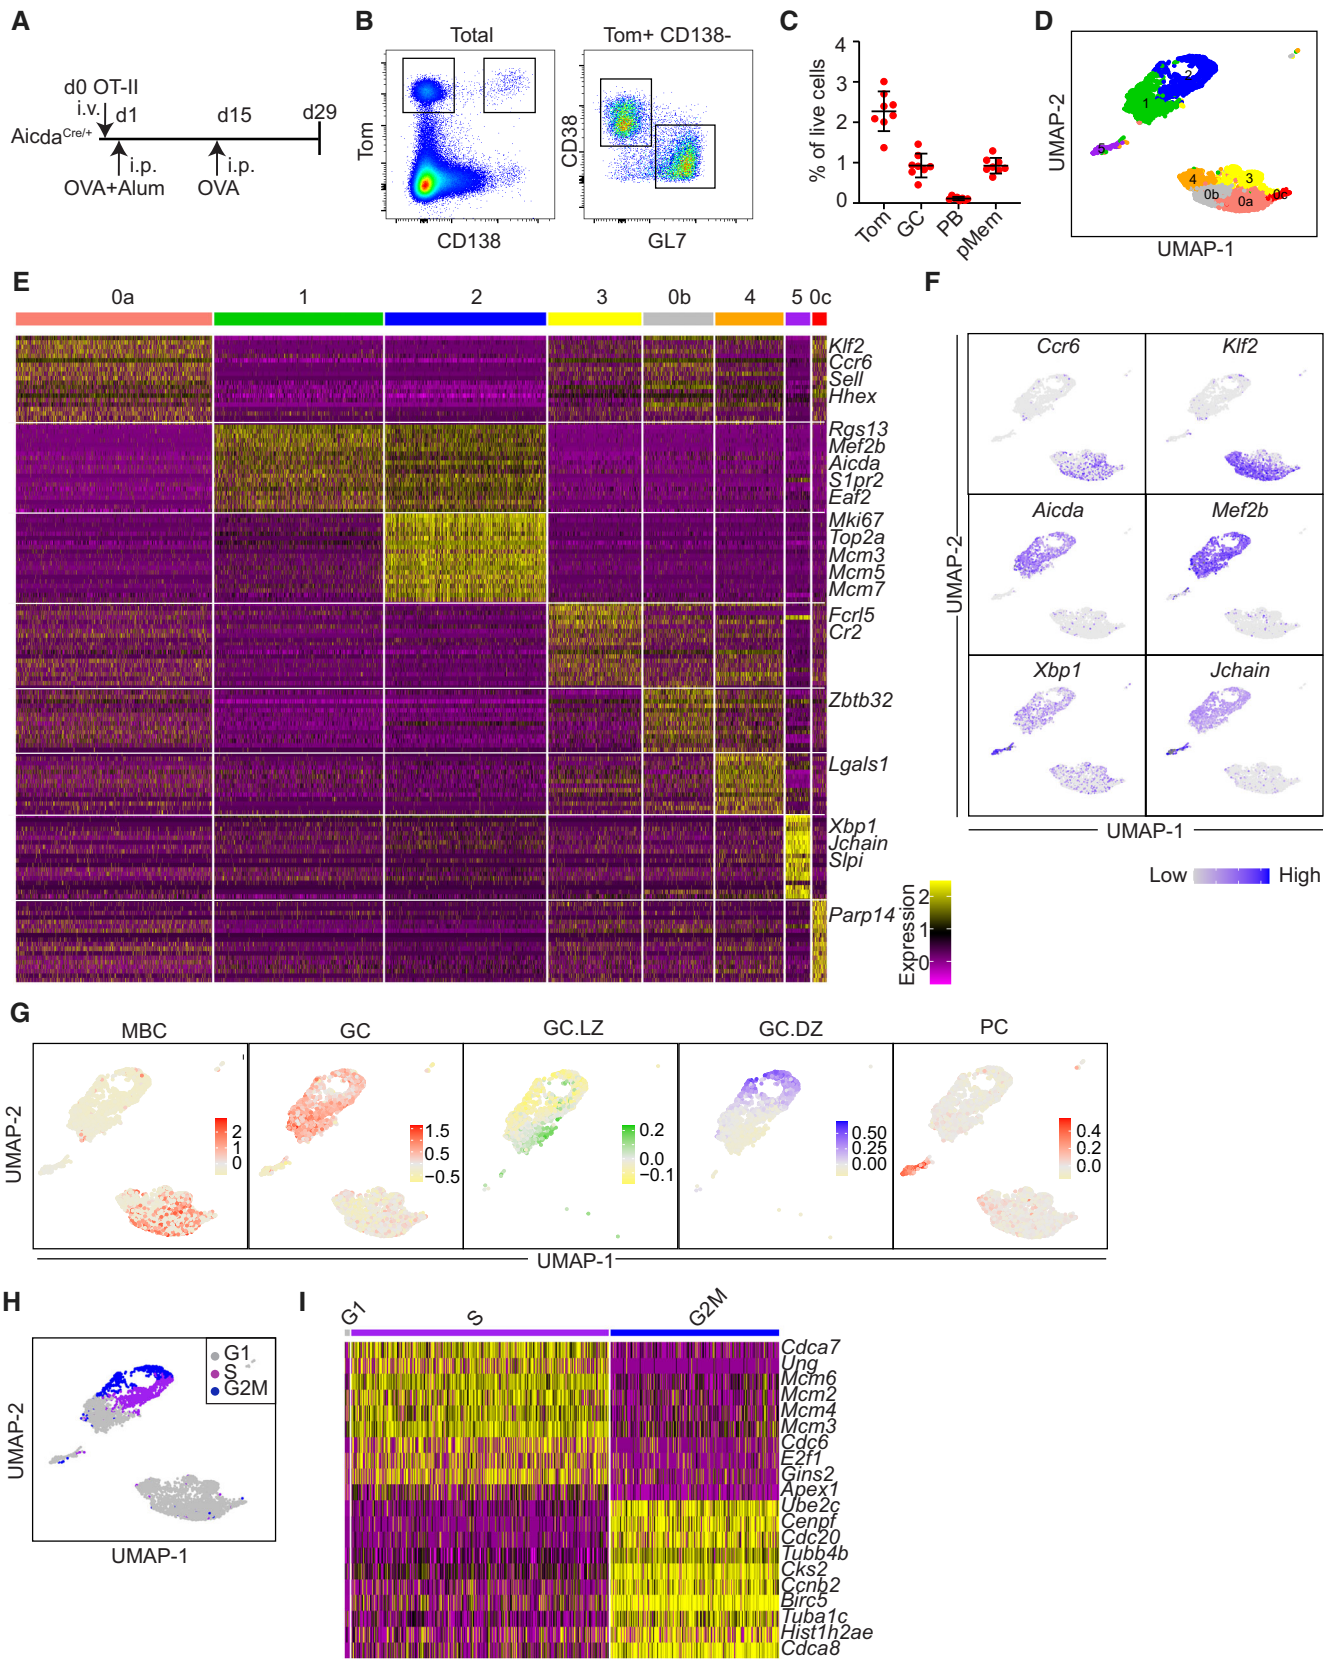 A
d0 OT-II
i.v.
d1
d15
d29
Aicda^Cre/+
i.p.
i.p.
OVA+Alum
OVA
B
Total
Tom+ CD138-
Tom
CD138
CD38
GL7
C
% of live cells
4
3
2
1
0
Tom
GC
PB
pMem
D
UMAP-2
UMAP-1
2
1
5
4
3
0b
0a
0c
E
0a
1
2
3
0b
4
5
0c
Klf2
Ccr6
Sell
Hhex
Rgs13
Mef2b
Aicda
S1pr2
Eaf2
Mki67
Top2a
Mcm3
Mcm5
Mcm7
Fcrl5
Cr2
Zbtb32
Lgals1
Xbp1
Jchain
Slpi
Parp14
Expression
2
1
0
F
Ccr6
Klf2
Aicda
Mef2b
Xbp1
Jchain
UMAP-2
UMAP-1
Low
High
G
MBC
GC
GC.LZ
GC.DZ
PC
UMAP-2
2
1
0
1.5
0.5
−0.5
0.2
0.0
−0.1
0.50
0.25
0.00
0.4
0.2
0.0
UMAP-1
H
G1
S
G2M
UMAP-2
UMAP-1
I
G1
S
G2M
Cdca7
Ung
Mcm6
Mcm2
Mcm4
Mcm3
Cdc6
E2f1
Gins2
Apex1
Ube2c
Cenpf
Cdc20
Tubb4b
Cks2
Ccnb2
Birc5
Tuba1c
Hist1h2ae
Cdca8